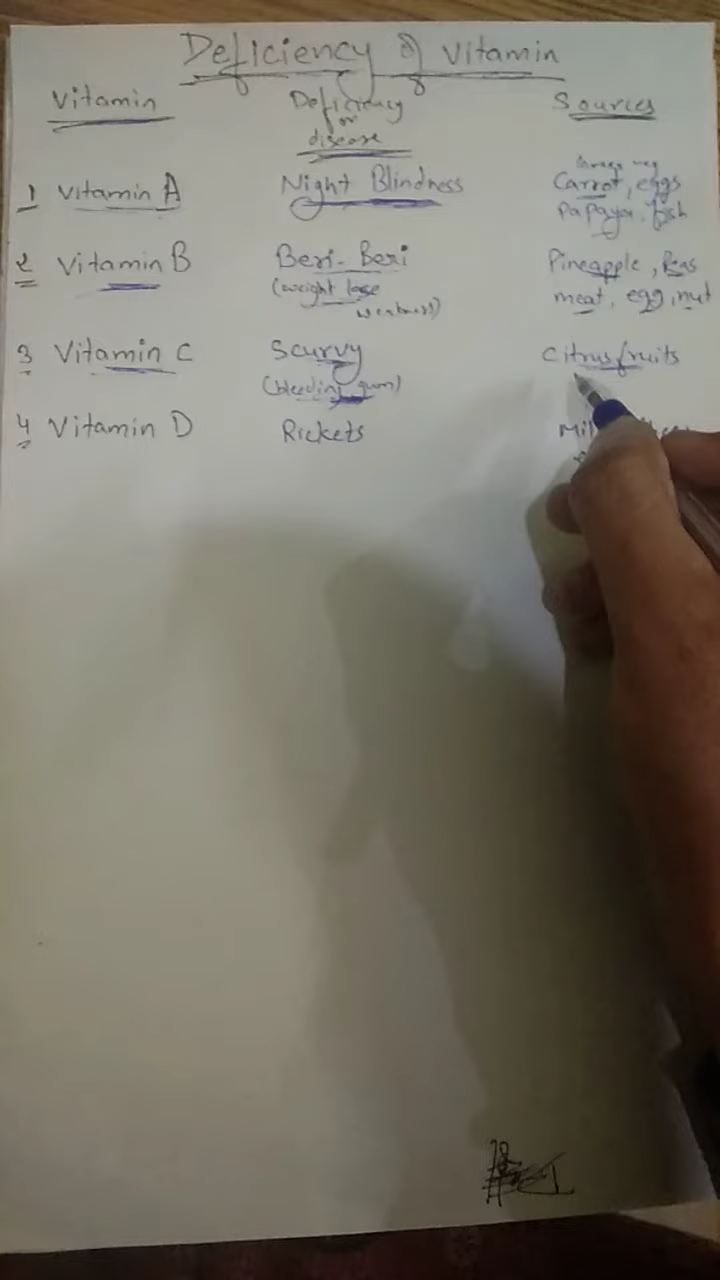 Deficiency of Vitamin
Vitamin Deficiency or disease Sources
1 Vitamin A Night Blindness Carrot, eggs
Papaya, fish
2 Vitamin B Beri-Beri Pineapple, Peas
(weight lose meat, egg, nut
weakness)
3 Vitamin C Scurvy Citrus fruits
(bleeding gum)
4 Vitamin D Rickets